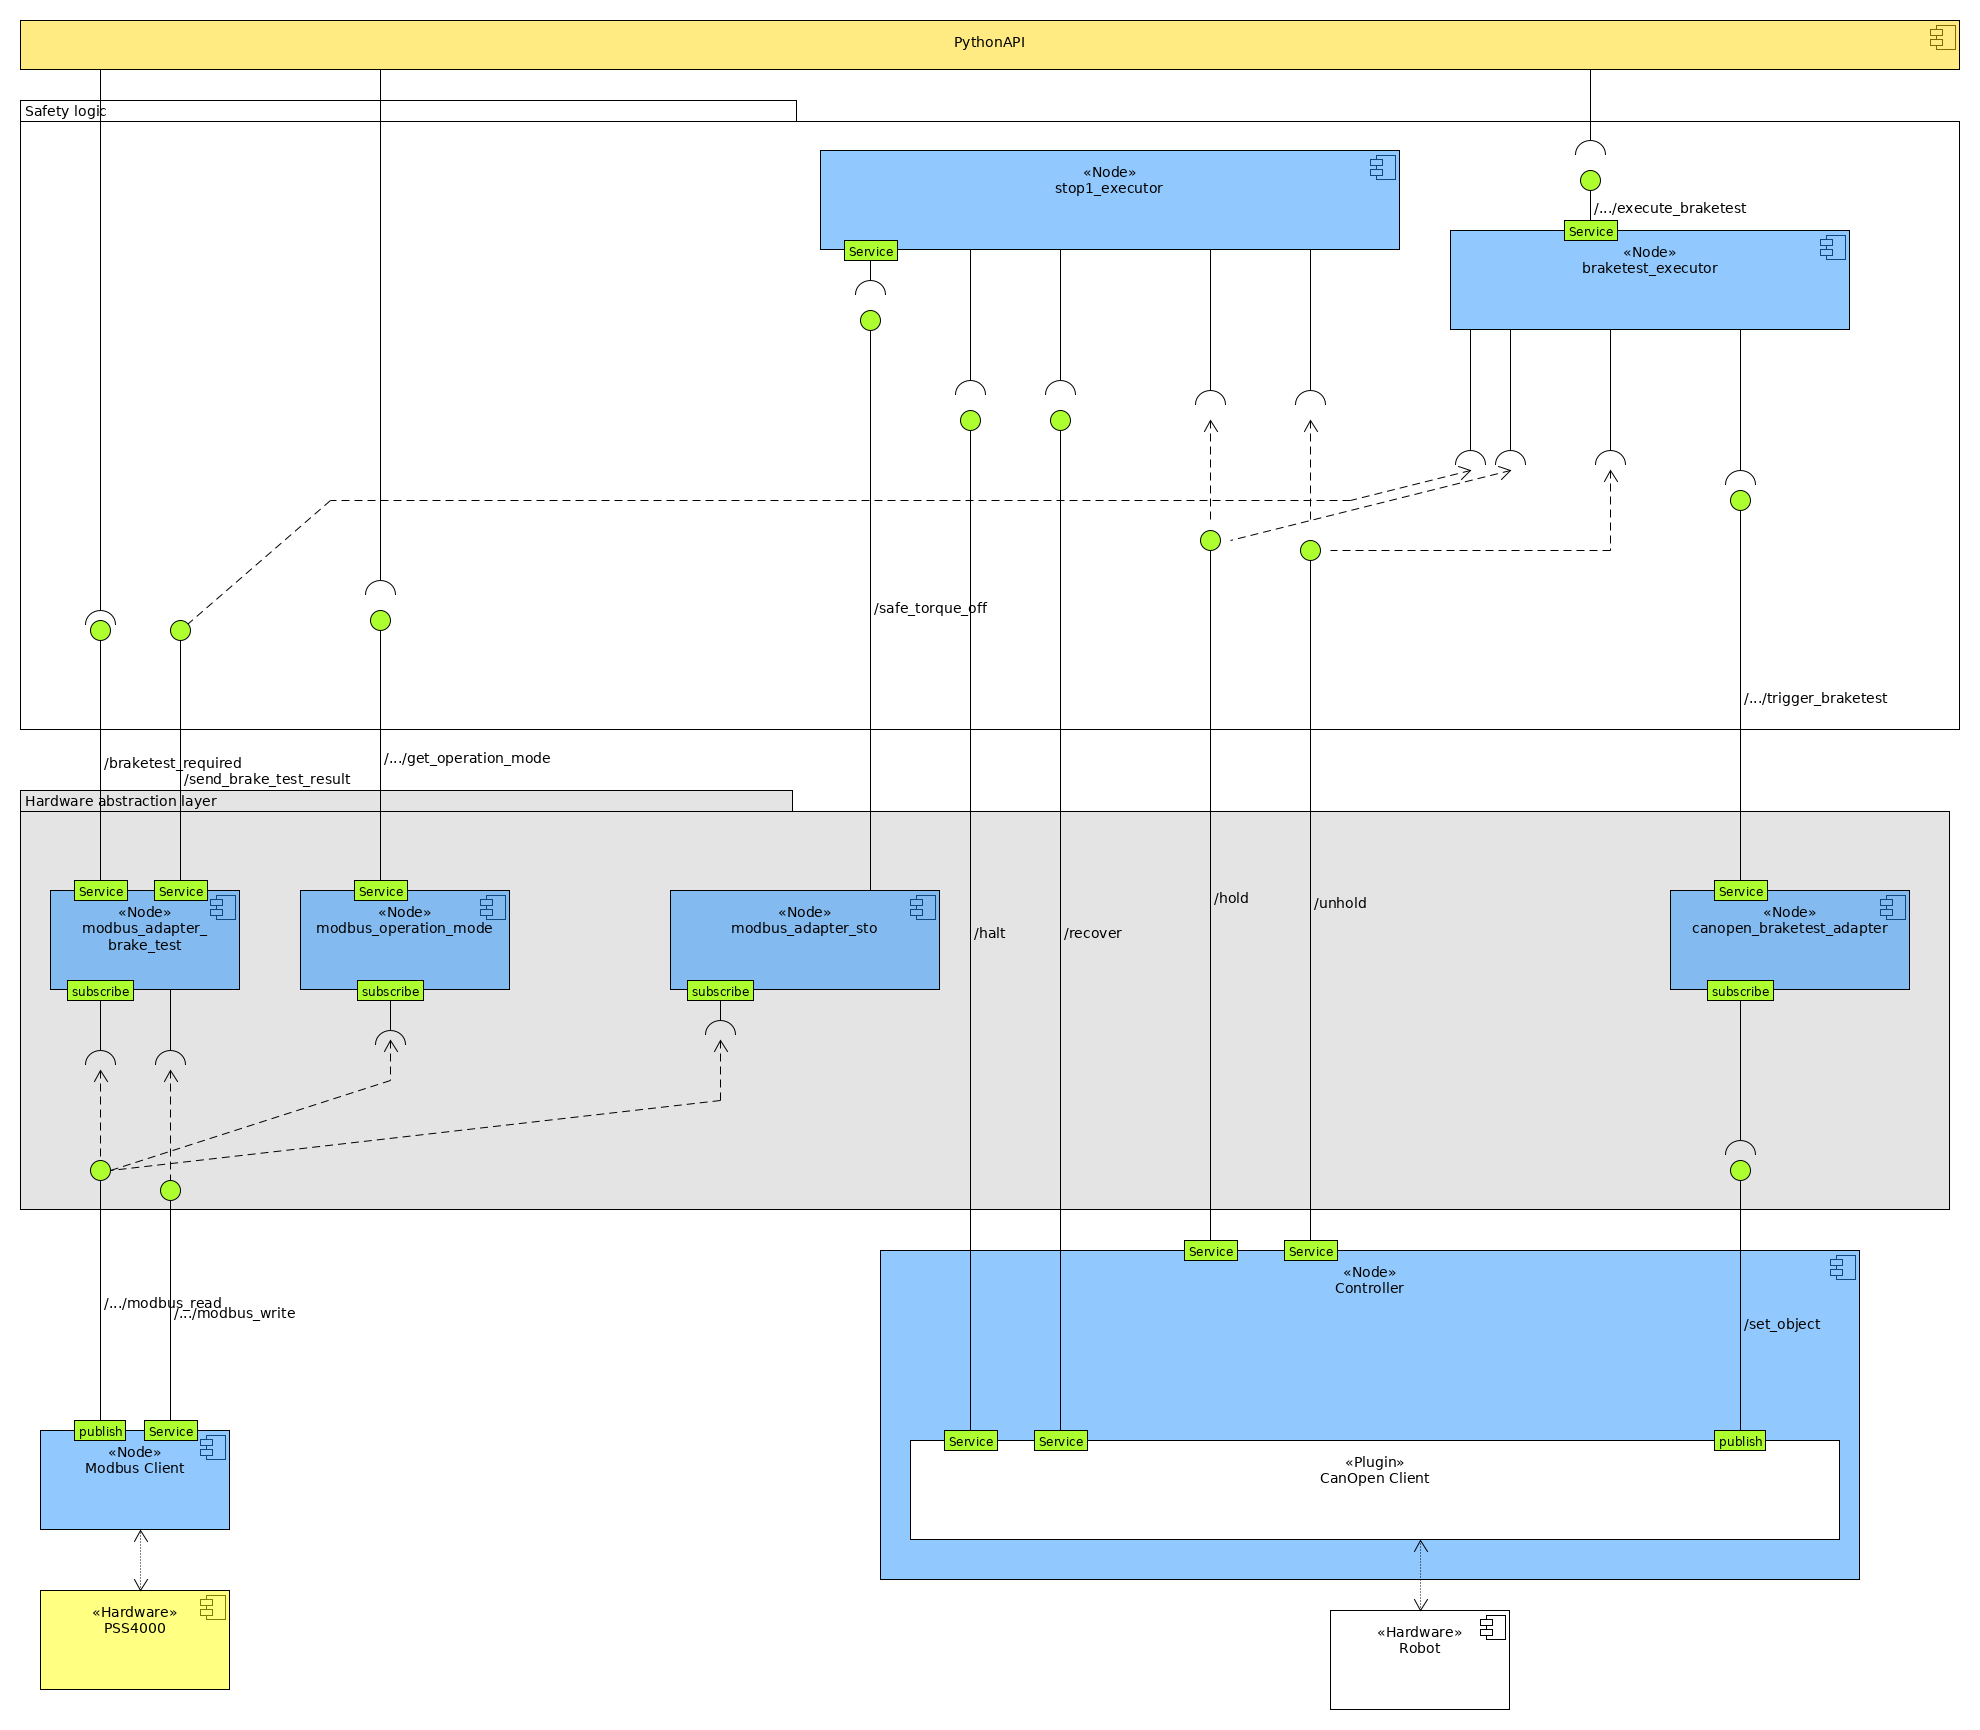 PythonAPI
Safety logic
«Node»
stop1_executor
Service
/.../execute_braketest
Service
«Node»
braketest_executor
/safe_torque_off
/.../trigger_braketest
/braketest_required
/send_brake_test_result
/.../get_operation_mode
Hardware abstraction layer
Service
Service
«Node»
modbus_adapter_
brake_test
subscribe
Service
«Node»
modbus_operation_mode
subscribe
«Node»
modbus_adapter_sto
subscribe
/halt
/recover
/hold
/unhold
Service
«Node»
canopen_braketest_adapter
subscribe
/.../modbus_read
/.../modbus_write
Service
Service
«Node»
Controller
/set_object
publish
Service
«Node»
Modbus Client
Service
Service
publish
«Plugin»
CanOpen Client
«Hardware»
PSS4000
«Hardware»
Robot